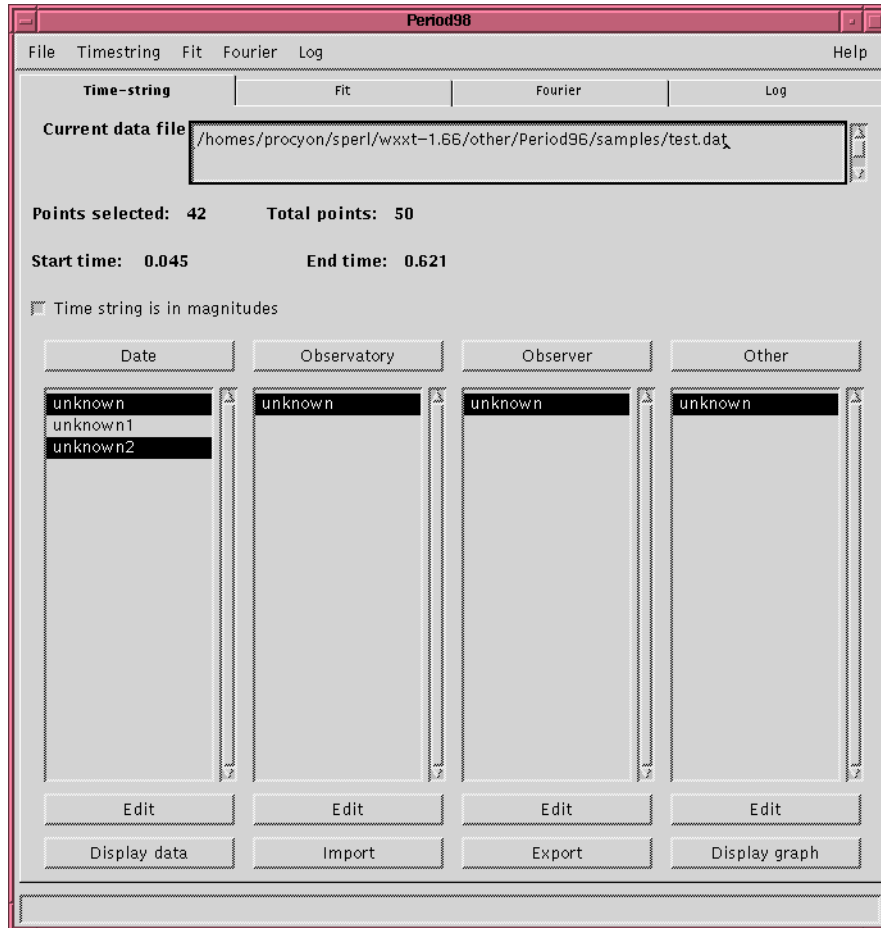 Period98
File Timestring Fit Fourier Log Help
Time-string Fit Fourier Log
Current data file /homes/procyon/sperl/wxxt-1.66/other/Period96/samples/test.dat
Points selected: 42 Total points: 50
Start time: 0.045 End time: 0.621
Time string is in magnitudes
Date Observatory Observer Other
unknown unknown unknown unknown
unknown1
unknown2
Edit Edit Edit Edit
Display data Import Export Display graph